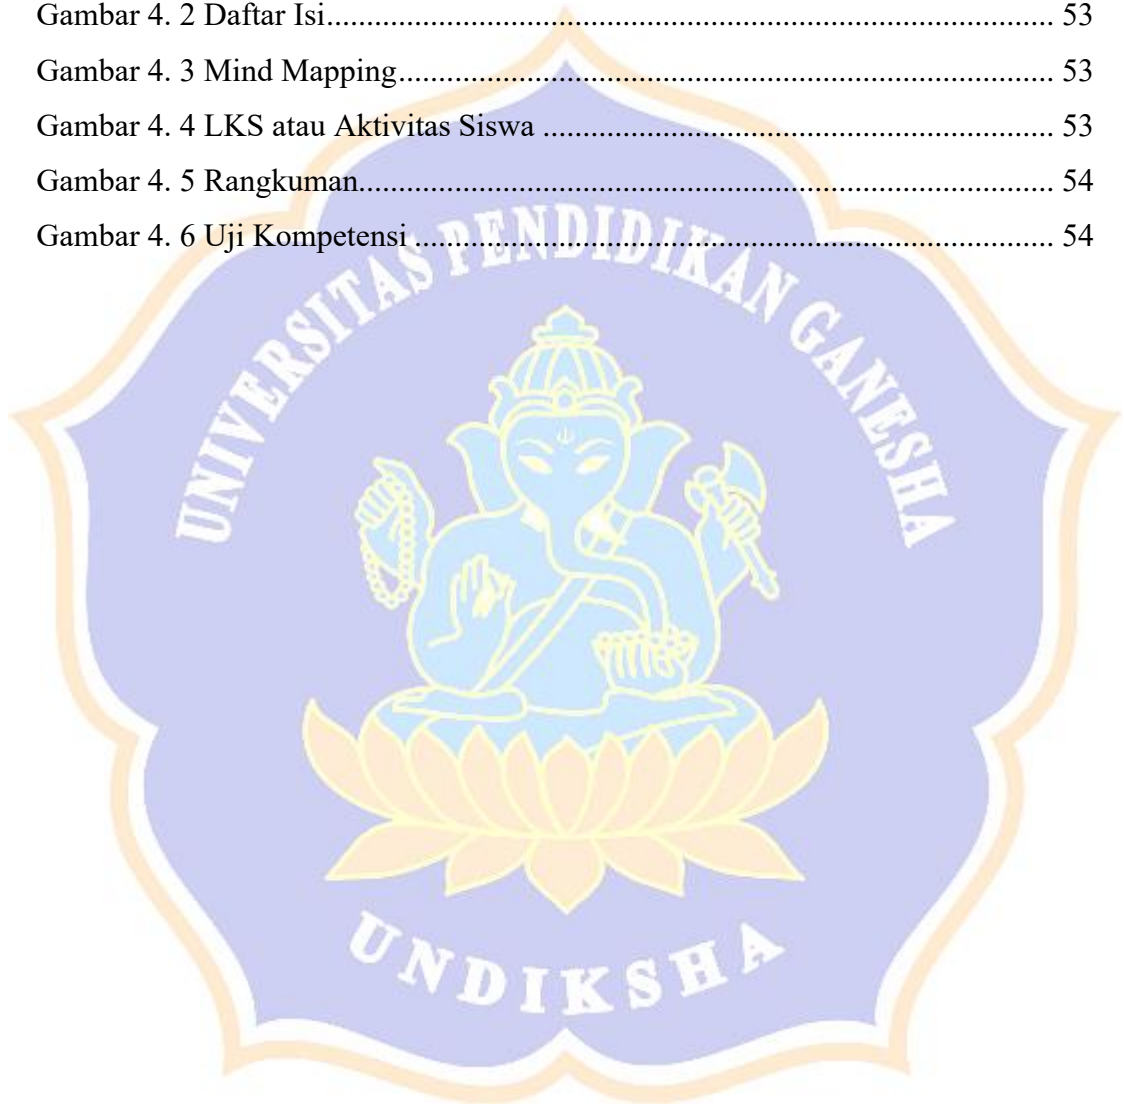 Gambar 4. 2 Daftar Isi.......................................................................................... 53
Gambar 4. 3 Mind Mapping................................................................................. 53
Gambar 4. 4 LKS atau Aktivitas Siswa ............................................................... 53
Gambar 4. 5 Rangkuman...................................................................................... 54
Gambar 4. 6 Uji Kompetensi ............................................................................... 54
UNIVERSITAS PENDIDIKAN GANESHA
UNDIKSHA